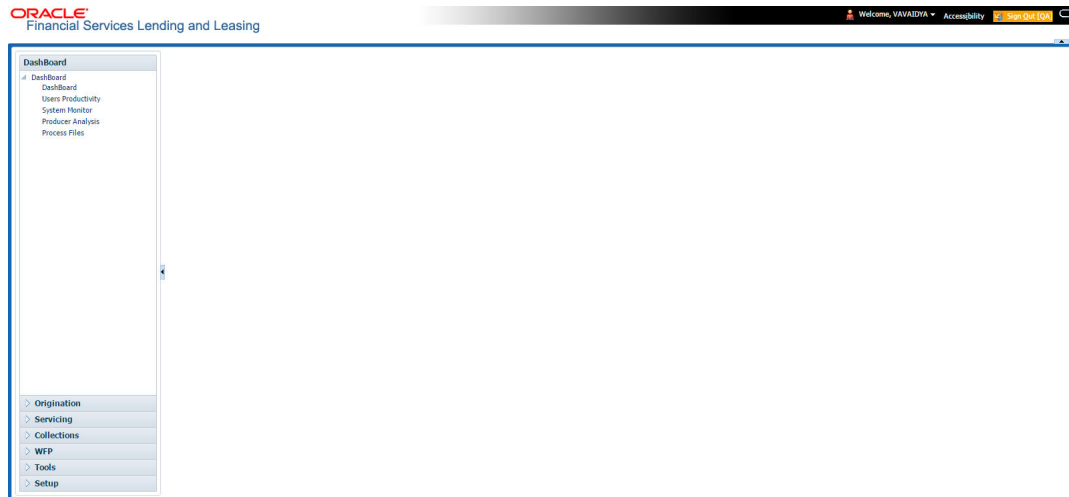 ORACLE
Financial Services Lending and Leasing
Welcome, VAVAIDYA
Accessibility
Sign Out [QA]
DashBoard
DashBoard
DashBoard
Users Productivity
System Monitor
Producer Analysis
Process Files
Origination
Servicing
Collections
WFP
Tools
Setup